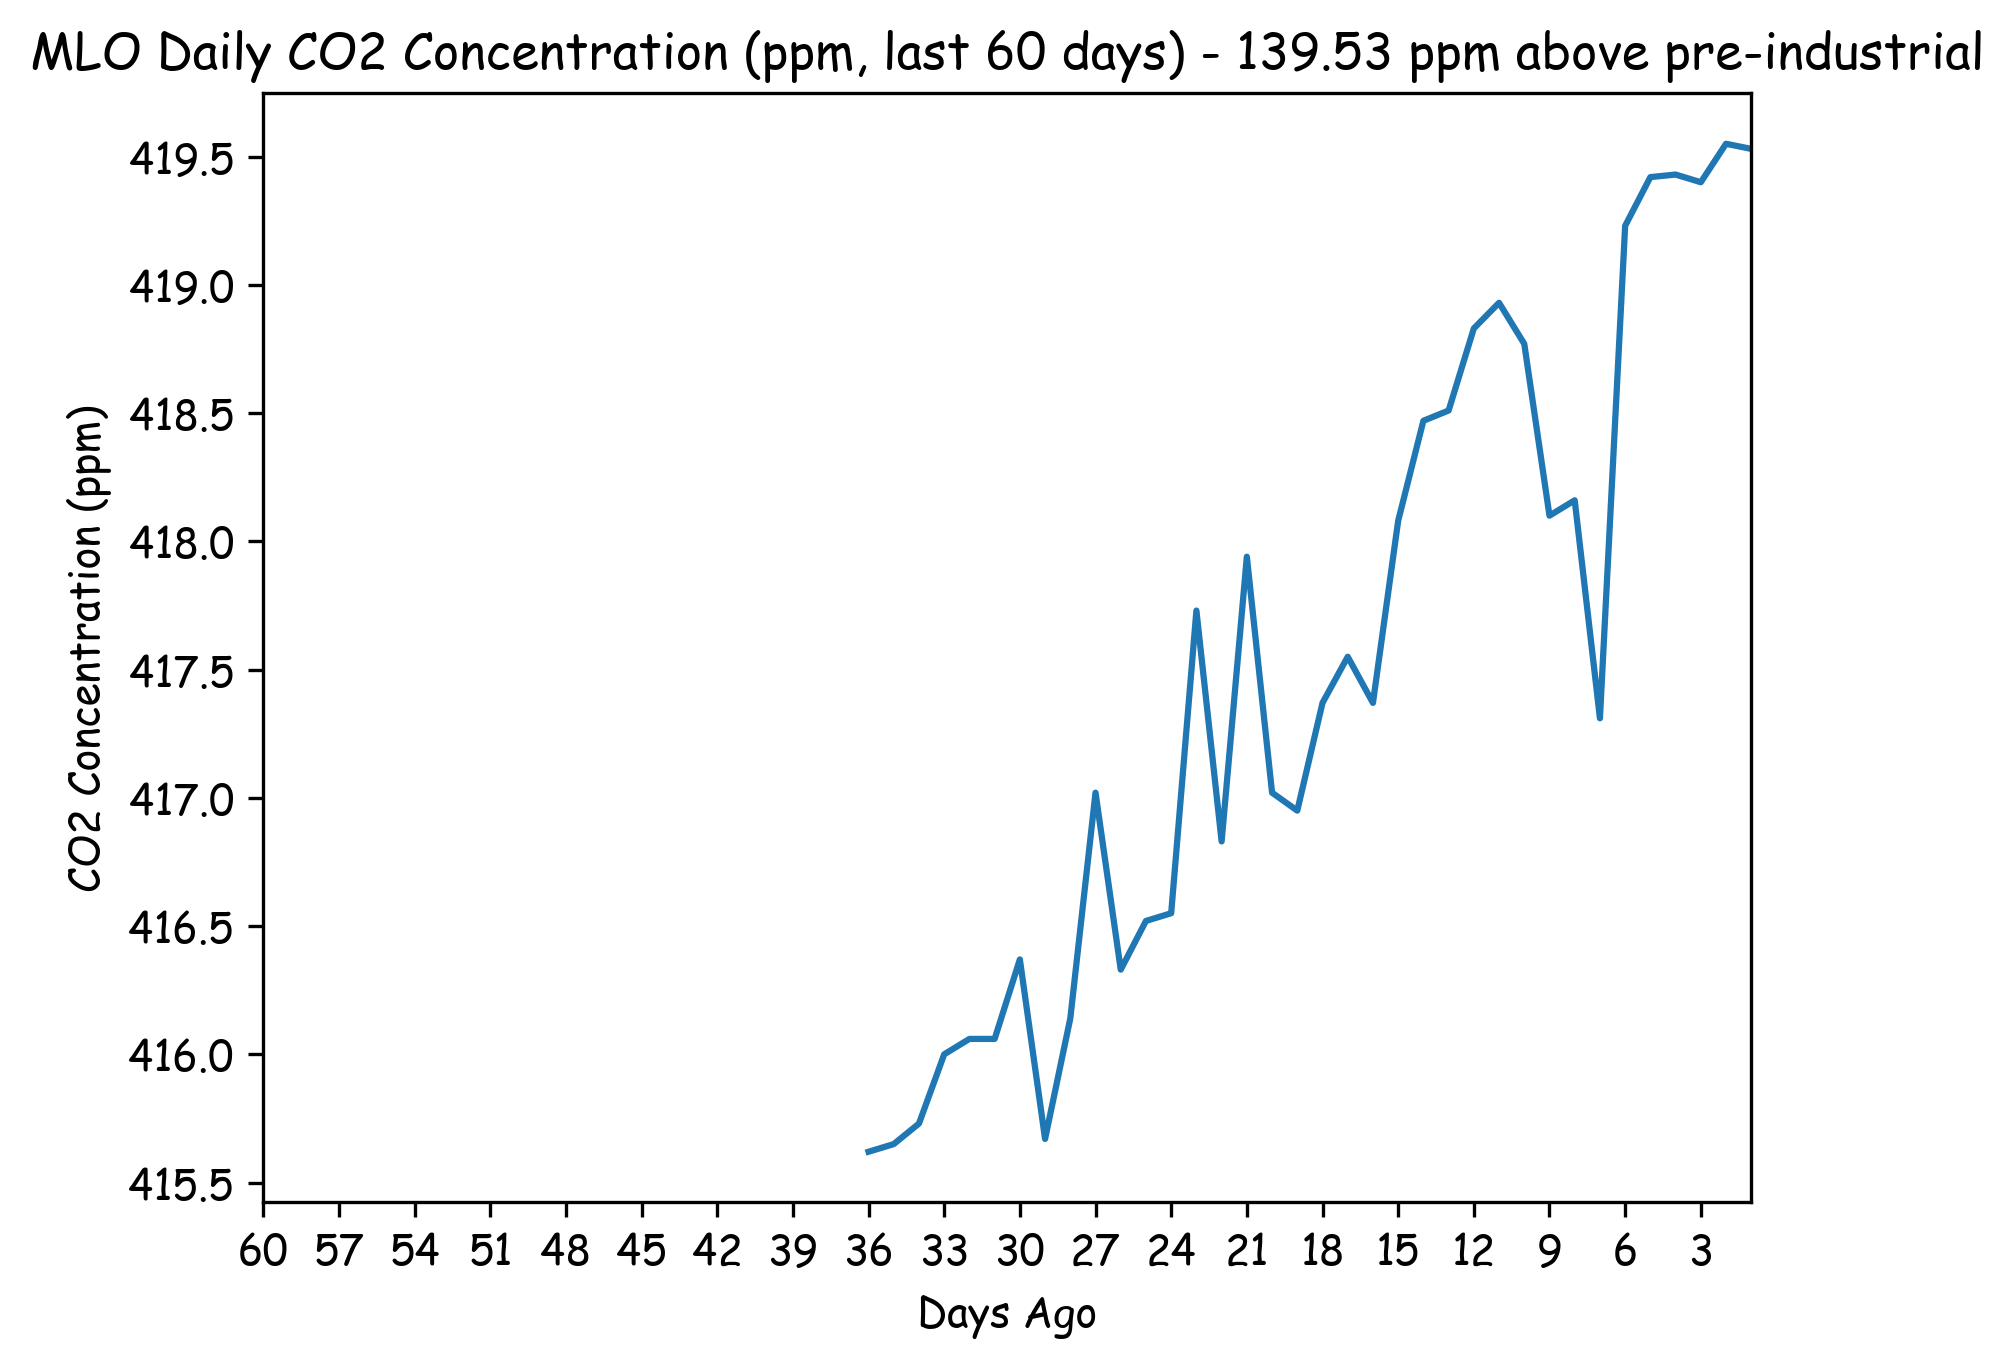 MLO Daily CO2 Concentration (ppm, last 60 days) - 139.53 ppm above pre-industrial
419.5
419.0
418.5
418.0
417.5
417.0
416.5
416.0
415.5
CO2 Concentration (ppm)
60 57 54 51 48 45 42 39 36 33 30 27 24 21 18 15 12 9 6 3
Days Ago